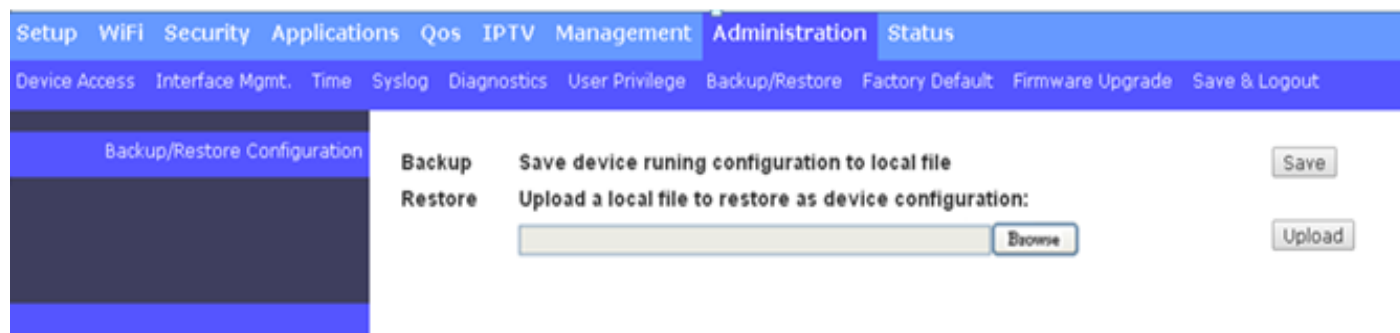 Setup WiFi Security Applications Qos IPTV Management Administration Status
Device Access Interface Mgmt. Time Syslog Diagnostics User Privilege Backup/Restore Factory Default Firmware Upgrade Save & Logout
Backup/Restore Configuration
Backup Save device runing configuration to local file Save
Restore Upload a local file to restore as device configuration:
Browse Upload